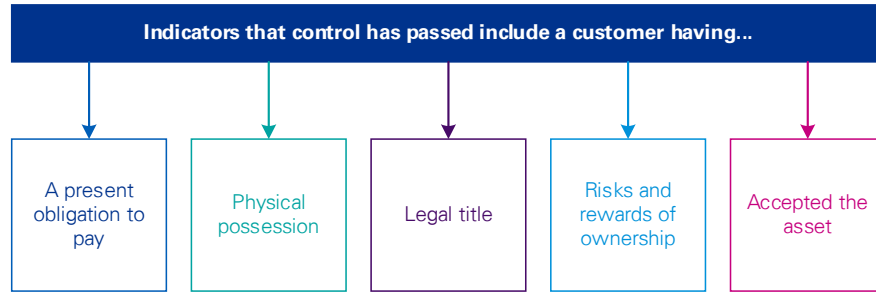 Indicators that control has passed include a customer having...
A present
obligation to
pay
Physical
possession
Legal title
Risks and
rewards of
ownership
Accepted the
asset